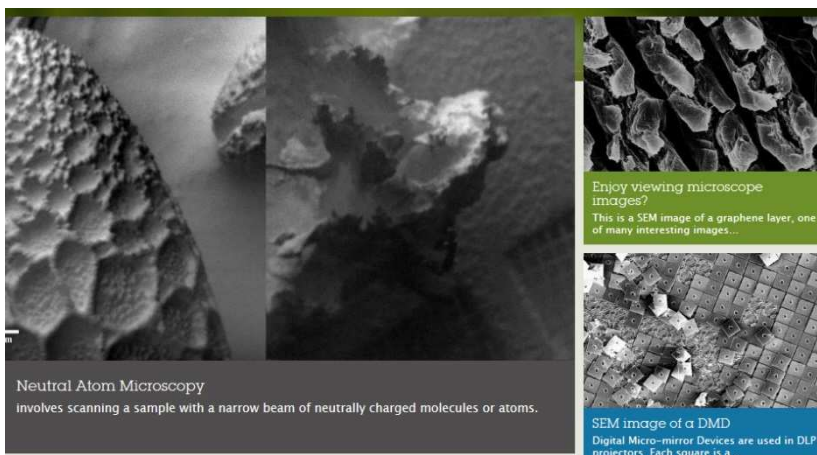 m
Neutral Atom Microscopy
involves scanning a sample with a narrow beam of neutrally charged molecules or atoms.
Enjoy viewing microscope
images?
This is a SEM image of a graphene layer, one
of many interesting images...
SEM image of a DMD
Digital Micro-mirror Devices are used in DLP
projectors. Each square is a